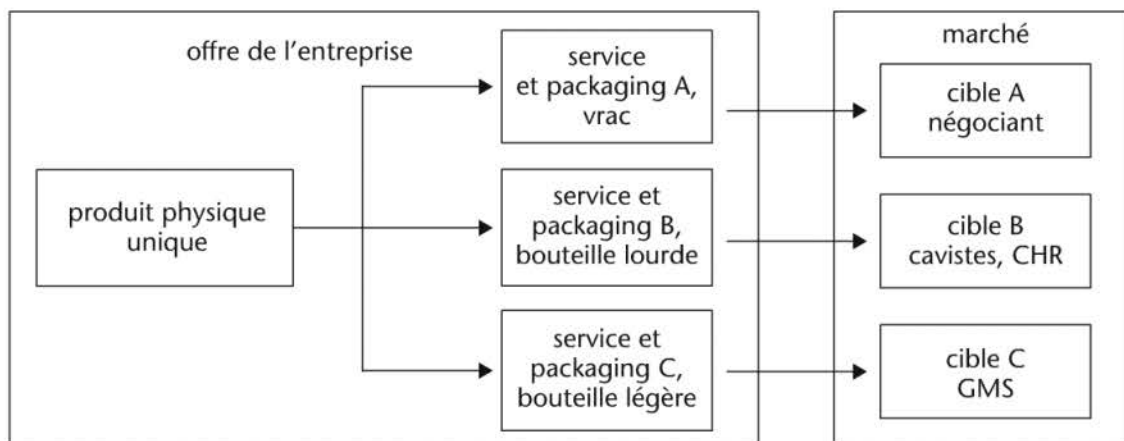 offre de l'entreprise
produit physique
unique
service
et packaging A,
vrac
service et
packaging B,
bouteille lourde
service et
packaging C,
bouteille légère
marché
cible A
négociant
cible B
cavistes, CHR
cible C
GMS